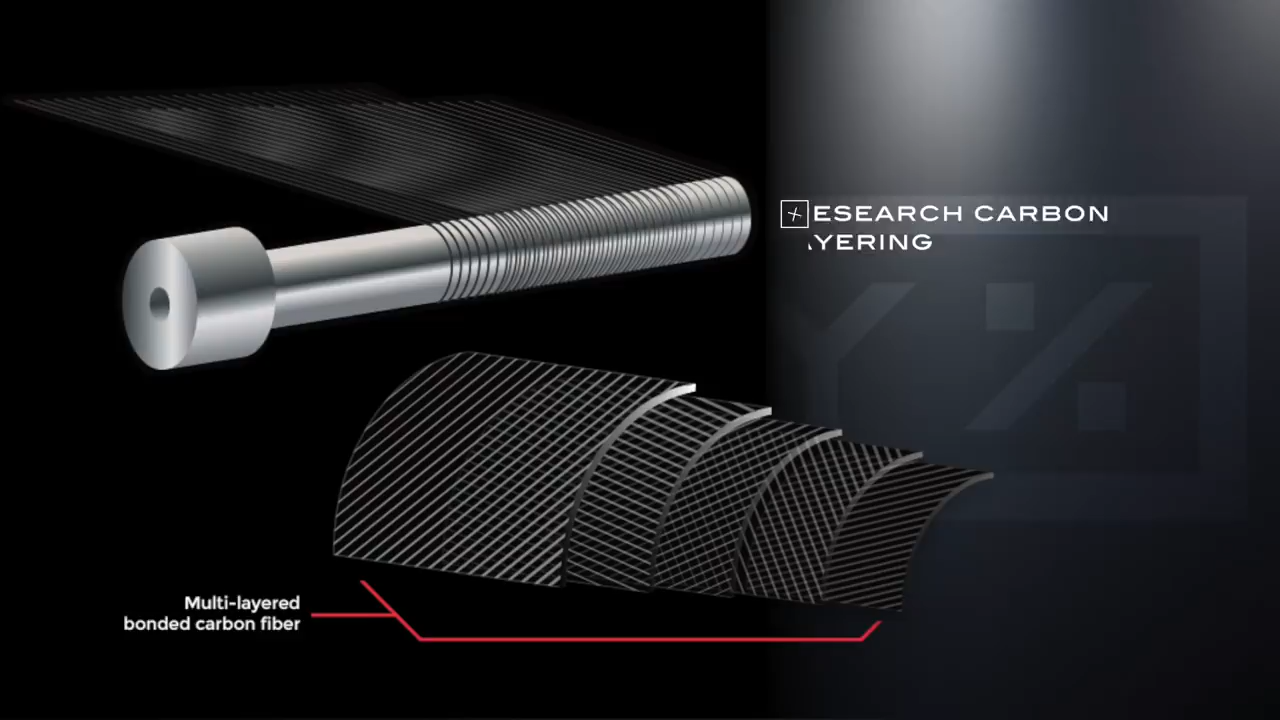 ESEARCH CARBON
YERING
Multi-layered
bonded carbon fiber